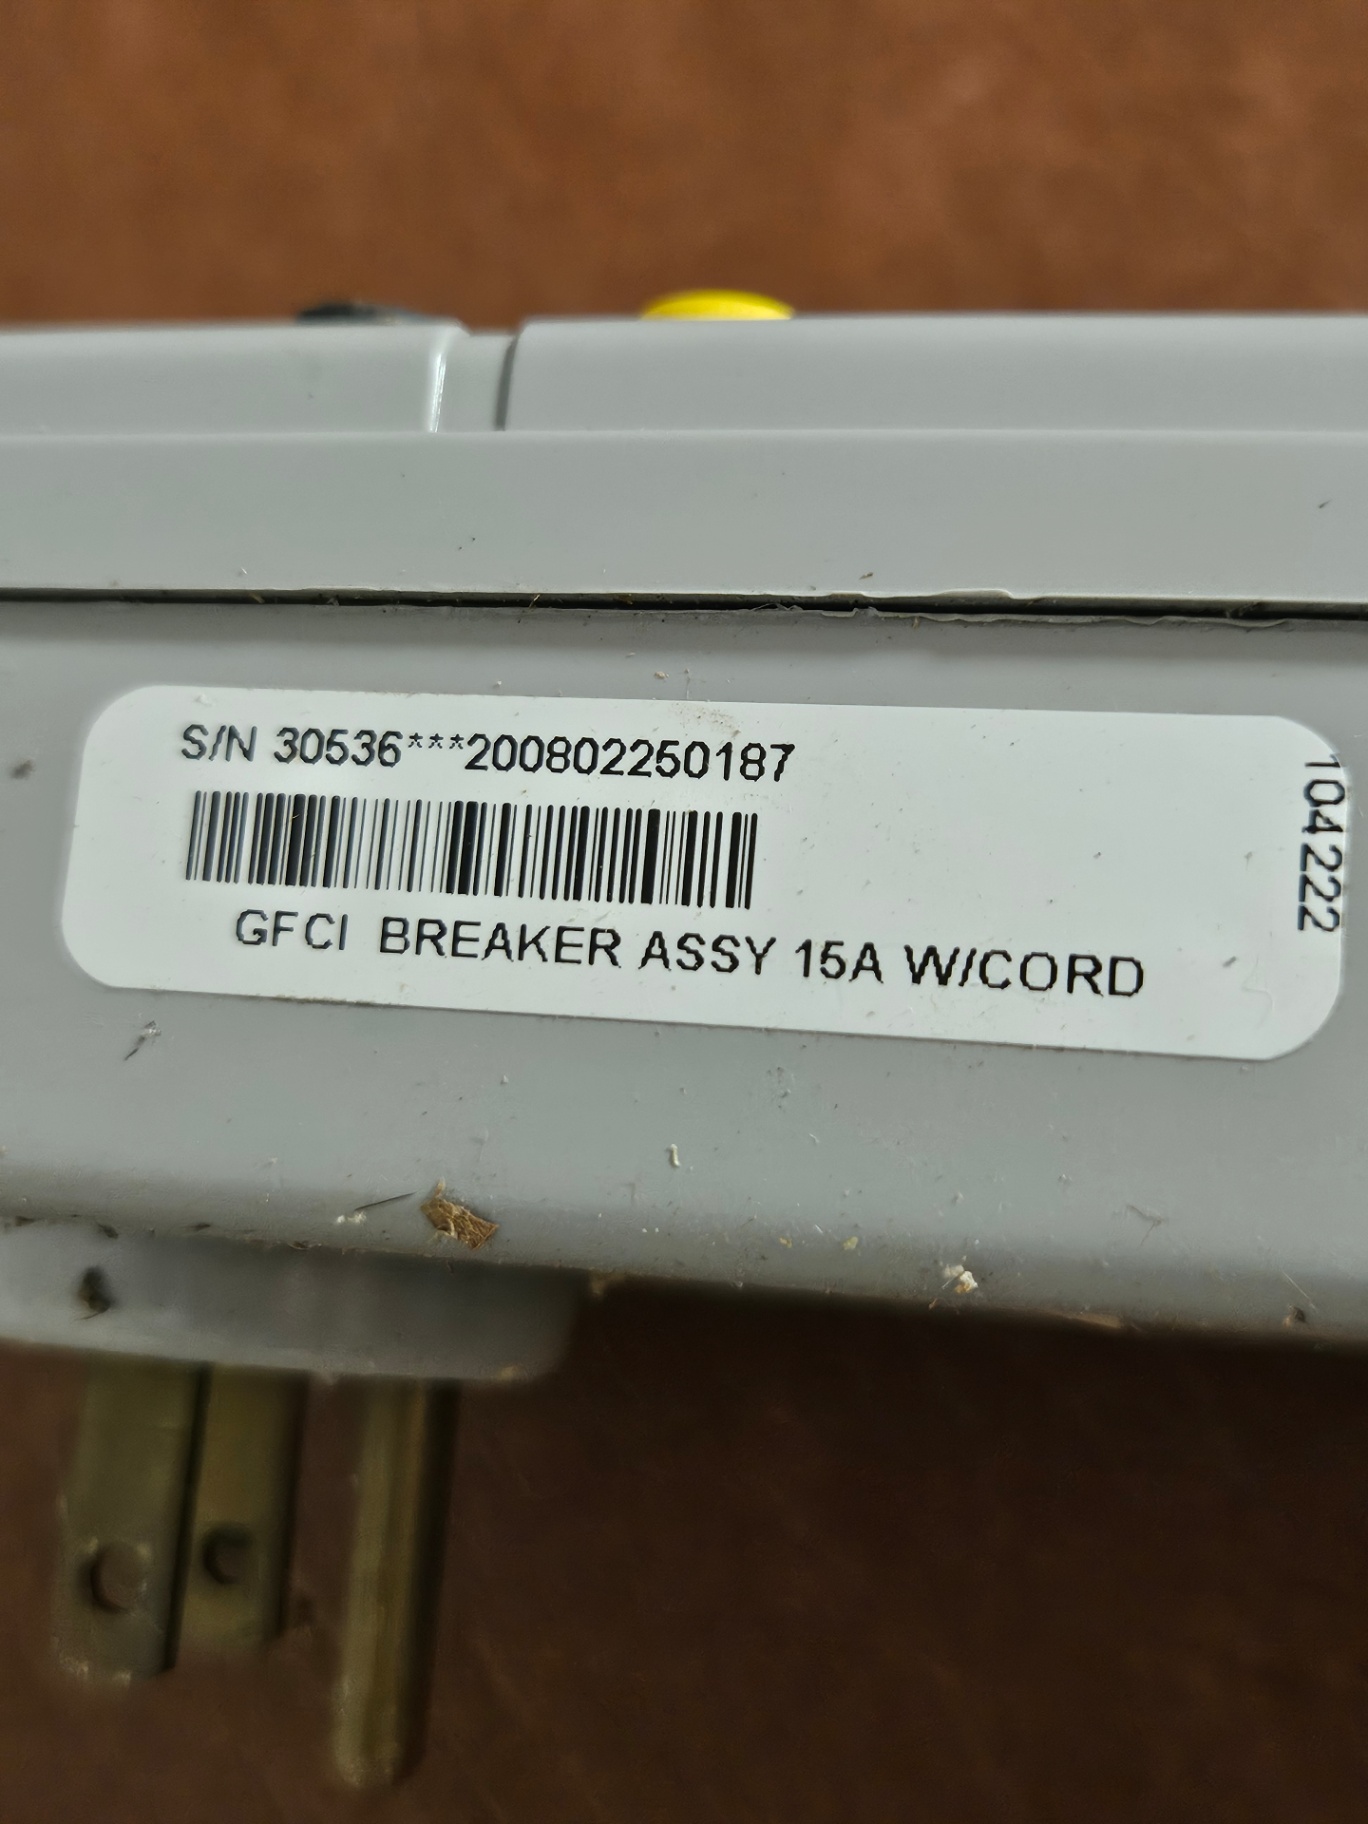 S/N 30536***200802250187
GFCI BREAKER ASSY 15A W/CORD
104222